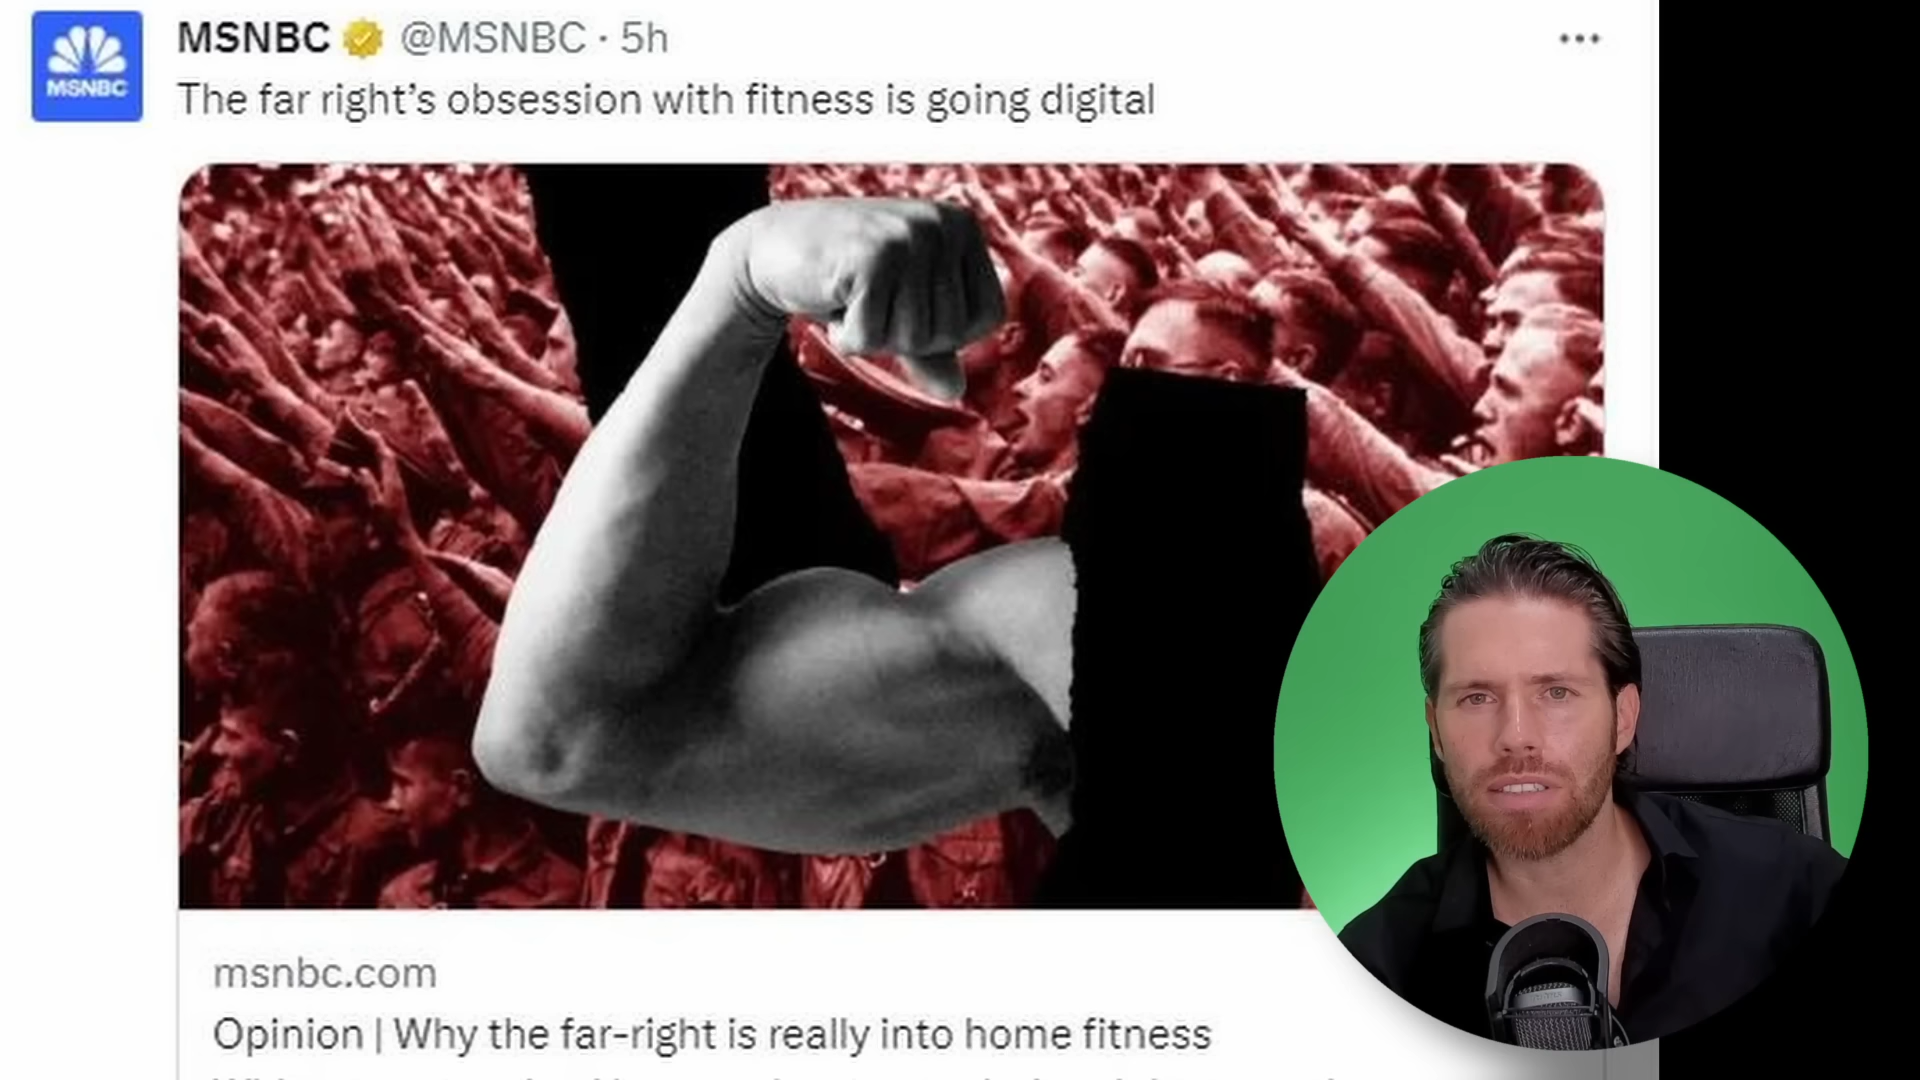 MSNBC @MSNBC · 5h
MSNBC
The far right's obsession with fitness is going digital
msnbc.com
Opinion | Why the far-right is really into home fitness